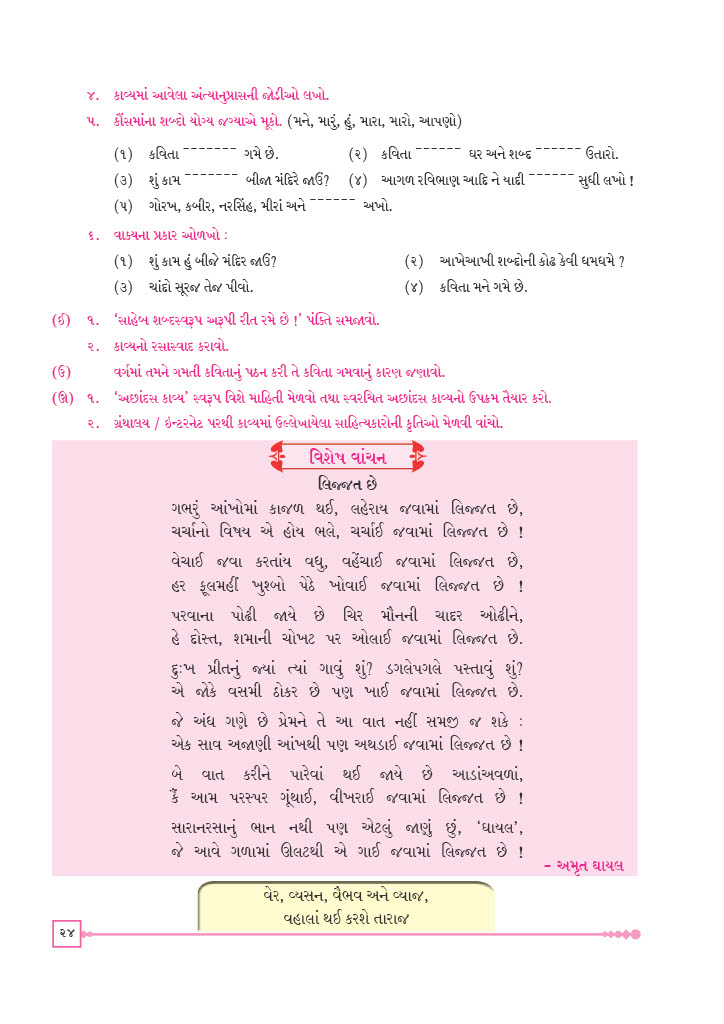 ૪. કાવ્યમાં આવેલા અંત્યાનુપ્રાસની જોડીઓ લખો.
૫. કૌંસમાંના શબ્દો યોગ્ય જગ્યાએ મૂકો. (મને, મારું, હું, મારા, મારો, આપણો)
(૧) કવિતા ------- ગમે છે. (૨) કવિતા ------ ઘર અને શબ્દ ------ ઉતારો.
(૩) શું કામ ------- બીજા મંદિરે જાઉં? (૪) આગળ રવિભાણ આદિ ને યાદી ------ સુધી લખો !
(૫) ગોરખ, કબીર, નરસિંહ, મીરાં અને ------ અખો.
૬. વાક્યના પ્રકાર ઓળખો :
(૧) શું કામ હું બીજે મંદિર જાઉં? (૨) આખેઆખી શબ્દોની કોઢ કેવી ધમધમે ?
(૩) ચાંદો સૂરજ તેજ પીવો. (૪) કવિતા મને ગમે છે.
(ઈ) ૧. ‘સાહેબ શબ્દસ્વરૂપ અરૂપી રીત રમે છે !’ પંક્તિ સમજાવો.
૨. કાવ્યનો રસાસ્વાદ કરાવો.
(ઉ) વર્ગમાં તમને ગમતી કવિતાનું પઠન કરી તે કવિતા ગમવાનું કારણ જણાવો.
(ઊ) ૧. ‘અછાંદસ કાવ્ય’ સ્વરૂપ વિશે માહિતી મેળવો તથા સ્વરચિત અછાંદસ કાવ્યનો ઉપક્રમ તૈયાર કરો.
૨. ગ્રંથાલય / ઇન્ટરનેટ પરથી કાવ્યમાં ઉલ્લેખાયેલા સાહિત્યકારોની કૃતિઓ મેળવી વાંચો.
વિશેષ વાંચન
લિજ્જત છે
ગભરું આંખોમાં કાજળ થઈ, લહેરાય જવામાં લિજ્જત છે,
ચર્ચાનો વિષય એ હોય ભલે, ચર્ચાઈ જવામાં લિજ્જત છે !
વેચાઈ જવા કરતાંય વધુ, વહેંચાઈ જવામાં લિજ્જત છે,
હર ફૂલમહીં ખુશ્બો પેઠે ખોવાઈ જવામાં લિજ્જત છે !
પરવાના પોઢી જાયે છે ચિર મૌનની ચાદર ઓઢીને,
હે દોસ્ત, શમાની ચોખટ પર ઓલાઈ જવામાં લિજ્જત છે.
દુઃખ પ્રીતનું જ્યાં ત્યાં ગાવું શું? ડગલેપગલે પસ્તાવું શું?
એ જોકે વસમી ઠોકર છે પણ ખાઈ જવામાં લિજ્જત છે.
જે અંધ ગણે છે પ્રેમને તે આ વાત નહીં સમજી જ શકે :
એક સાવ અજાણી આંખથી પણ અથડાઈ જવામાં લિજ્જત છે !
બે વાત કરીને પારેવાં થઈ જાયે છે આડાંઅવળાં,
કૈં આમ પરસ્પર ગૂંથાઈ, વીખરાઈ જવામાં લિજ્જત છે !
સારાનરસાનું ભાન નથી પણ એટલું જાણું છું, ‘ઘાયલ’,
જે આવે ગળામાં ઊલટથી એ ગાઈ જવામાં લિજ્જત છે !
– અમૃત ઘાયલ
વેર, વ્યસન, વૈભવ અને વ્યાજ,
વહાલાં થઈ કરશે તારાજ
૨૪